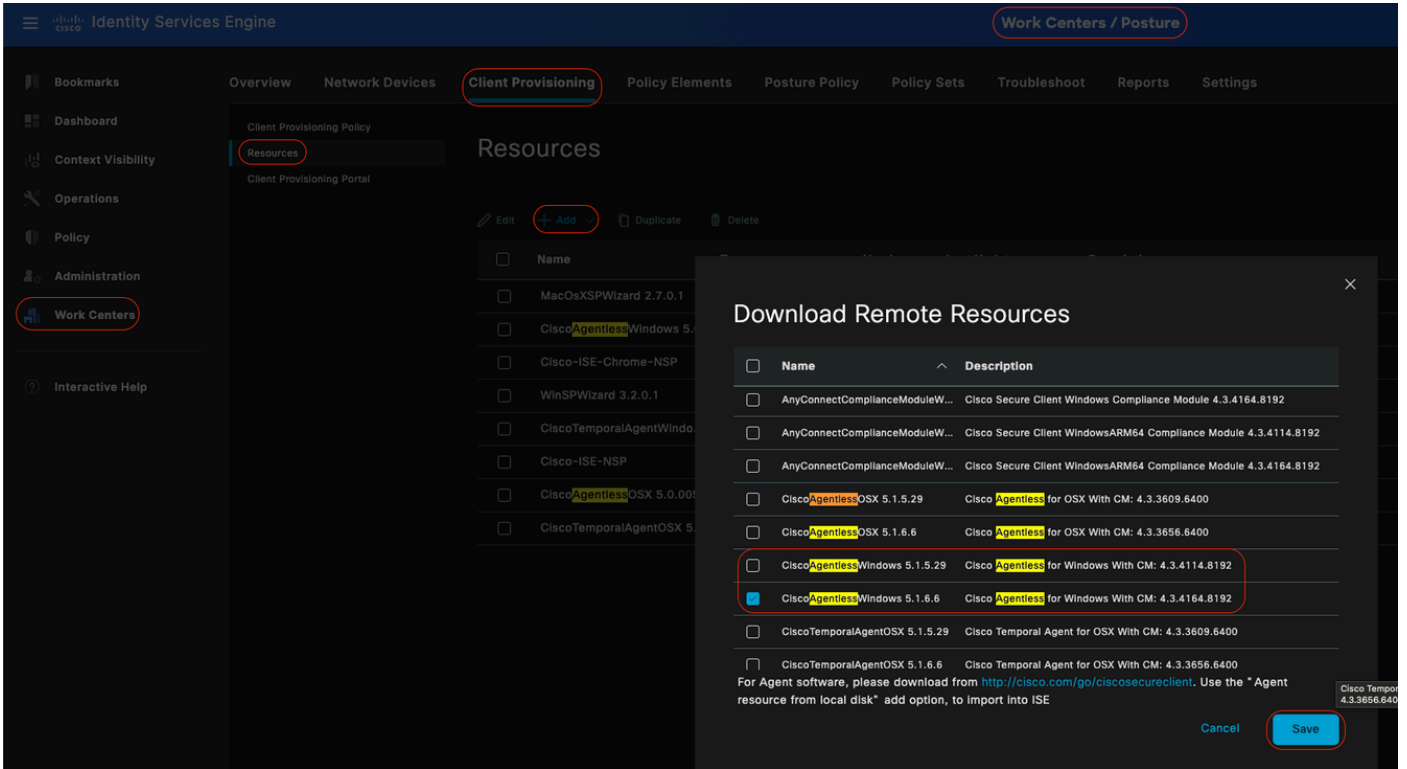 cisco Identity Services Engine
Work Centers / Posture
Bookmarks
Dashboard
Context Visibility
Operations
Policy
Administration
Work Centers
Interactive Help
Overview Network Devices Client Provisioning Policy Elements Posture Policy Policy Sets Troubleshoot Reports Settings
Client Provisioning Policy
Resources
Client Provisioning Portal
Resources
Edit Add Duplicate Delete
Name
MacOsXSPWizard 2.7.0.1
CiscoAgentlessWindows 5.
Cisco-ISE-Chrome-NSP
WinSPWizard 3.2.0.1
CiscoTemporalAgentWindo
Cisco-ISE-NSP
CiscoAgentlessOSX 5.0.005
CiscoTemporalAgentOSX 5.
Download Remote Resources
Name Description
AnyConnectComplianceModuleW... Cisco Secure Client Windows Compliance Module 4.3.4164.8192
AnyConnectComplianceModuleW... Cisco Secure Client WindowsARM64 Compliance Module 4.3.4114.8192
AnyConnectComplianceModuleW... Cisco Secure Client WindowsARM64 Compliance Module 4.3.4164.8192
CiscoAgentlessOSX 5.1.5.29 Cisco Agentless for OSX With CM: 4.3.3609.6400
CiscoAgentlessOSX 5.1.6.6 Cisco Agentless for OSX With CM: 4.3.3656.6400
CiscoAgentlessWindows 5.1.5.29 Cisco Agentless for Windows With CM: 4.3.4114.8192
CiscoAgentlessWindows 5.1.6.6 Cisco Agentless for Windows With CM: 4.3.4164.8192
CiscoTemporalAgentOSX 5.1.5.29 Cisco Temporal Agent for OSX With CM: 4.3.3609.6400
CiscoTemporalAgentOSX 5.1.6.6 Cisco Temporal Agent for OSX With CM: 4.3.3656.6400
For Agent software, please download from http://cisco.com/go/ciscosecureclient. Use the "Agent
resource from local disk" add option, to import into ISE
Cisco Tempor
4.3.3656.640
Cancel Save